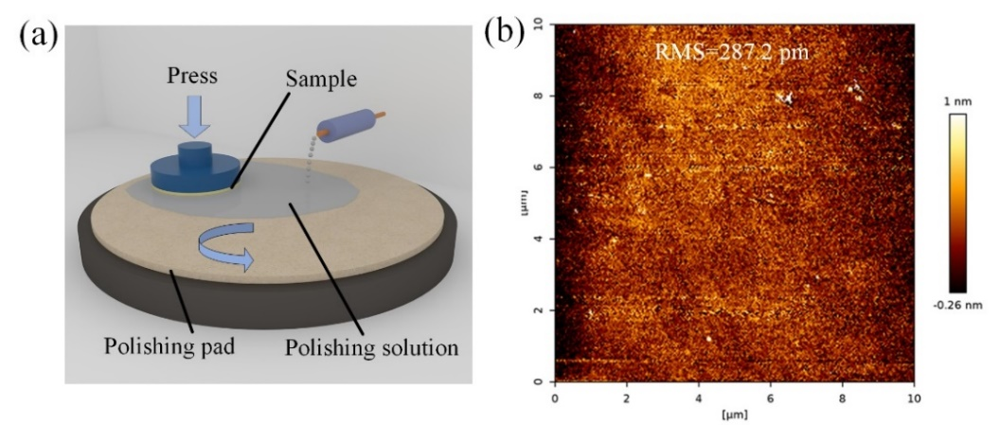 (a)
Press
Sample
Polishing pad
Polishing solution
(b)
RMS=287.2 pm
10
8
6
4
2
0
[µm]
0
2
4
6
8
10
[µm]
1 nm
-0.26 nm